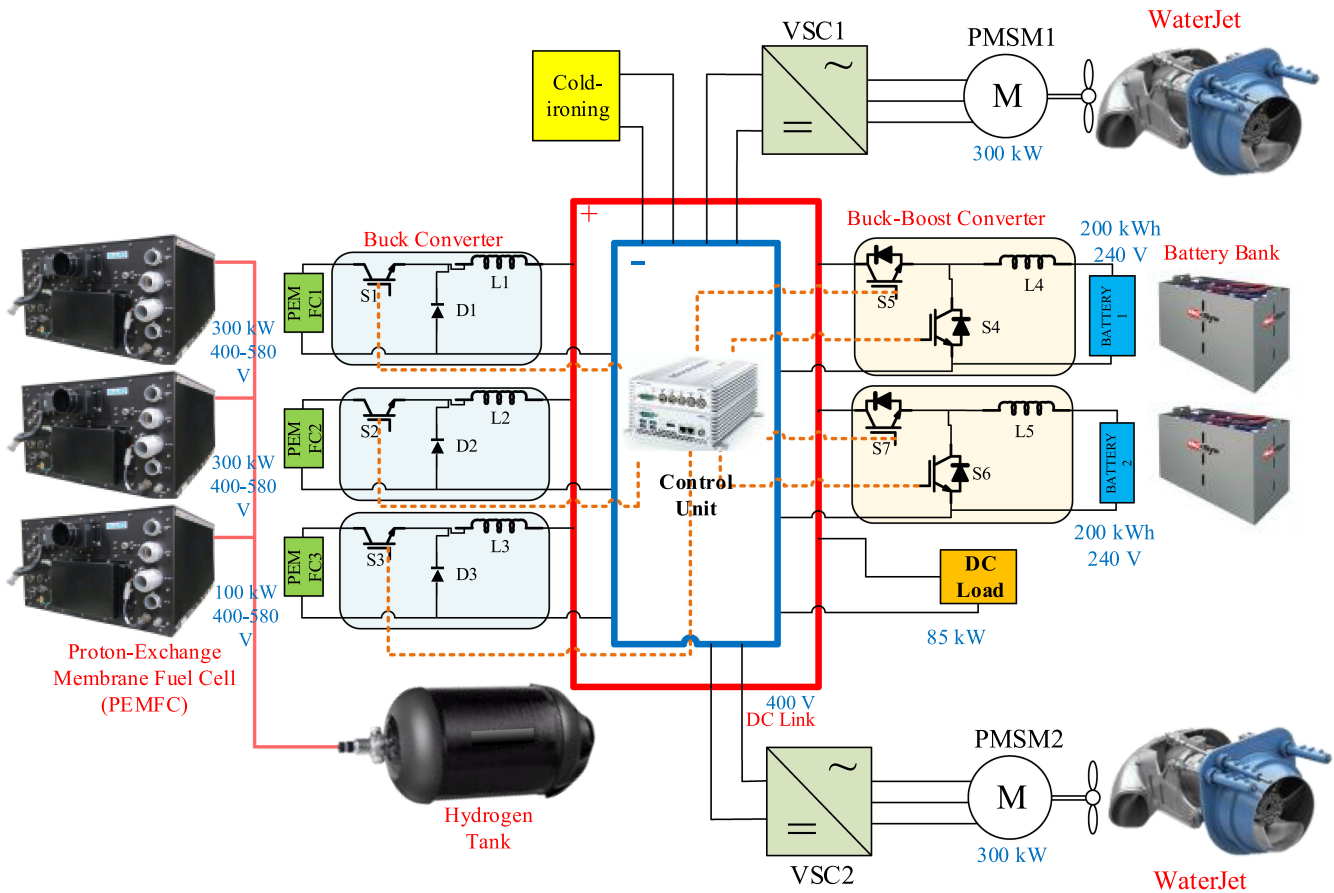 WaterJet
VSC1
PMSM1
Cold-
ironing
M
300 kW
+
Buck Converter
Buck-Boost Converter
200 kWh
240 V
Battery Bank
PEM
FC1
S1
D1
L1
300 kW
400-580
V
S5
S4
L4
BATTERY
1
PEM
FC2
S2
D2
L2
300 kW
400-580
V
S7
S6
L5
BATTERY
2
Control
Unit
200 kWh
240 V
PEM
FC3
S3
D3
L3
100 kW
400-580
V
DC
Load
85 kW
Proton-Exchange
Membrane Fuel Cell
(PEMFC)
400 V
DC Link
Hydrogen
Tank
PMSM2
M
300 kW
VSC2
WaterJet